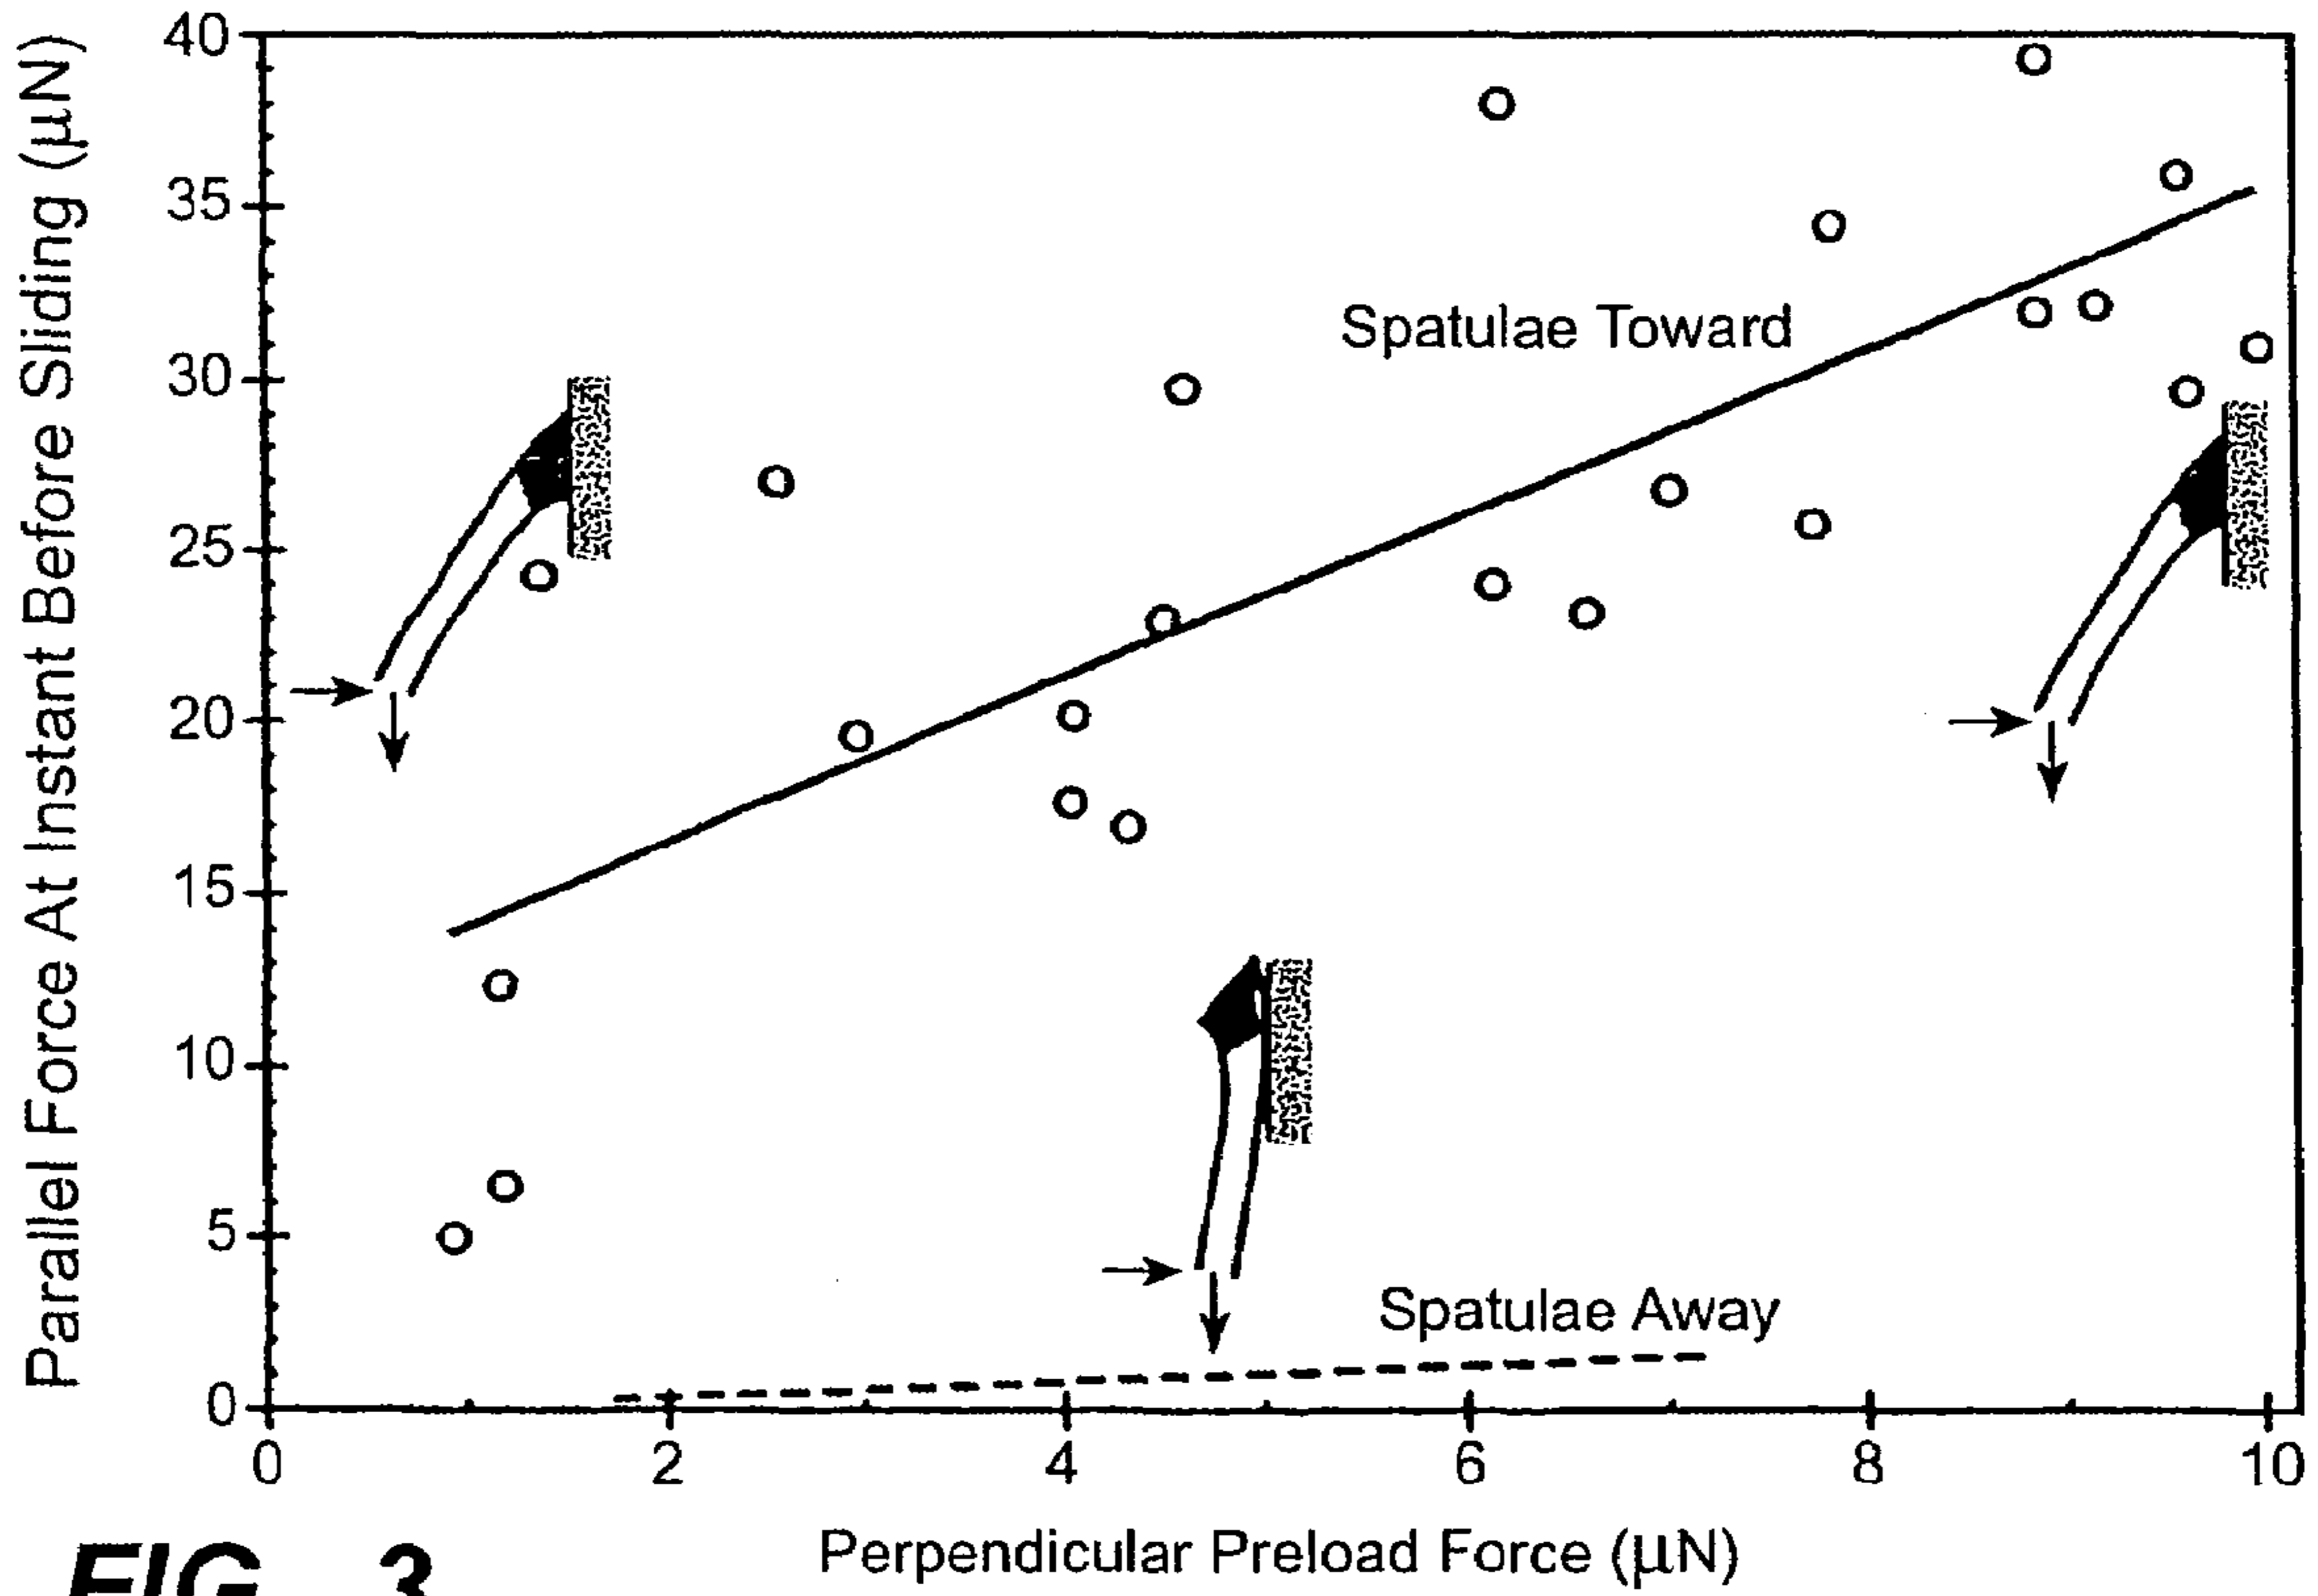 Parallel Force At Instant Before Sliding (μN)
40
35
30
25
20
15
10
5
0
Spatulae Toward
Spatulae Away
0 2 4 6 8 10
Perpendicular Preload Force (μN)
FIG._3